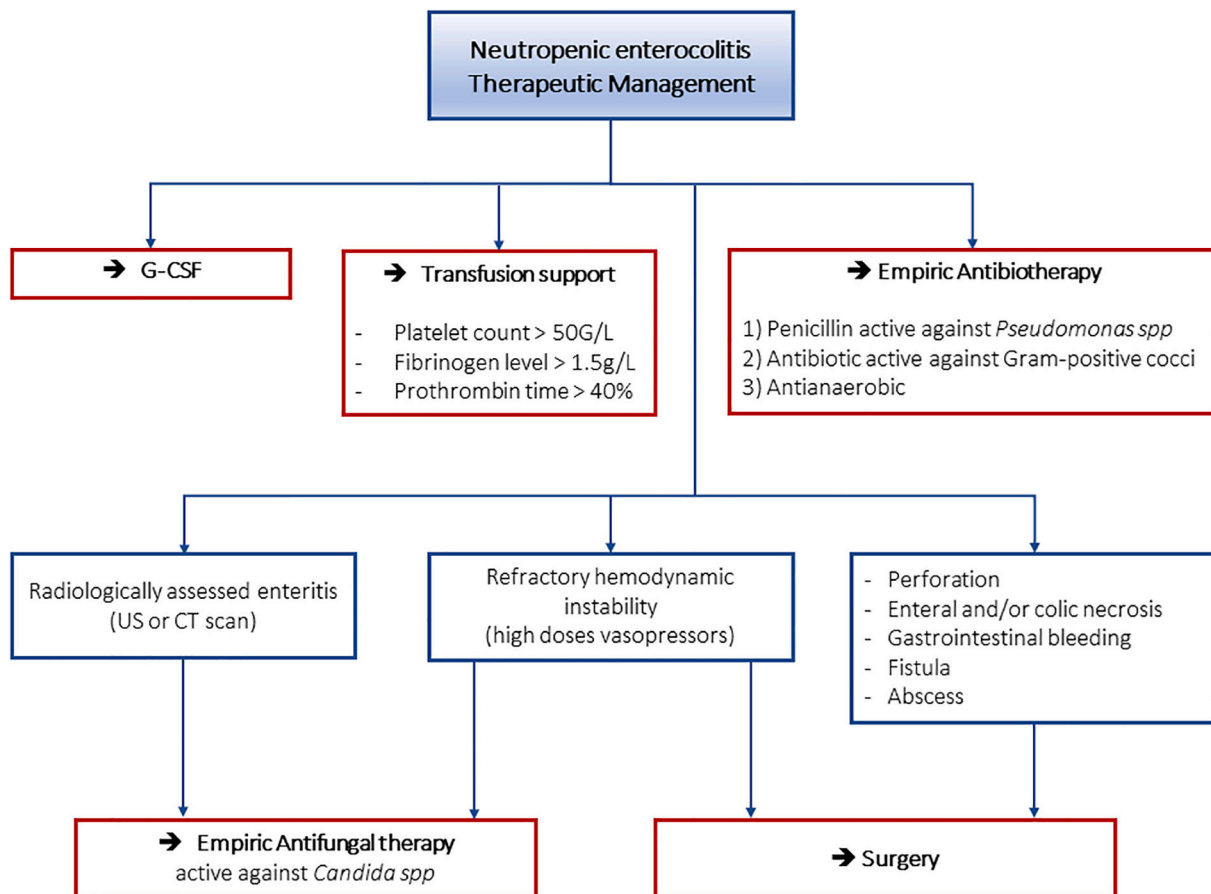 Neutropenic enterocolitis
Therapeutic Management
➔ G-CSF
➔ Transfusion support
- Platelet count > 50G/L
- Fibrinogen level > 1.5g/L
- Prothrombin time > 40%
➔ Empiric Antibiotherapy
1) Penicillin active against Pseudomonas spp
2) Antibiotic active against Gram-positive cocci
3) Antianaerobic
Radiologically assessed enteritis
(US or CT scan)
Refractory hemodynamic
instability
(high doses vasopressors)
- Perforation
- Enteral and/or colic necrosis
- Gastrointestinal bleeding
- Fistula
- Abscess
➔ Empiric Antifungal therapy
active against Candida spp
➔ Surgery